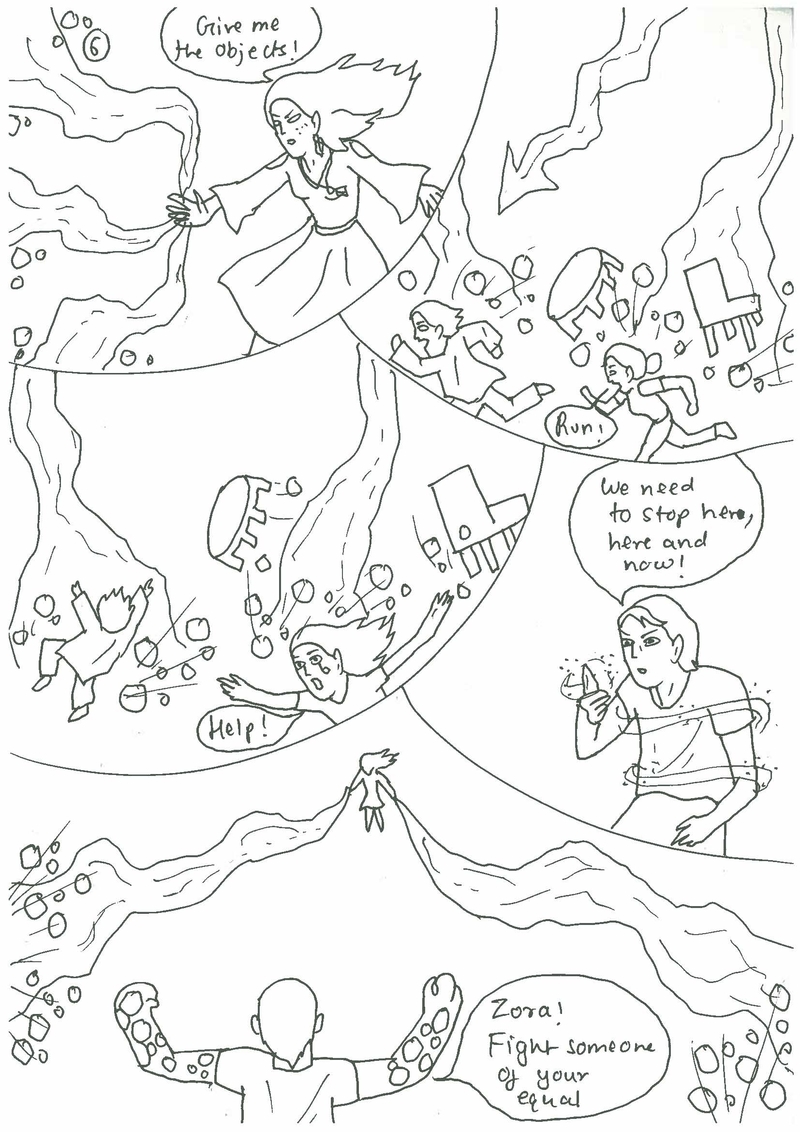 6
Give me
the objects!
go
Run!
We need
to stop here,
here and
now!
Help!
Zora!
Fight someone
of your
equal